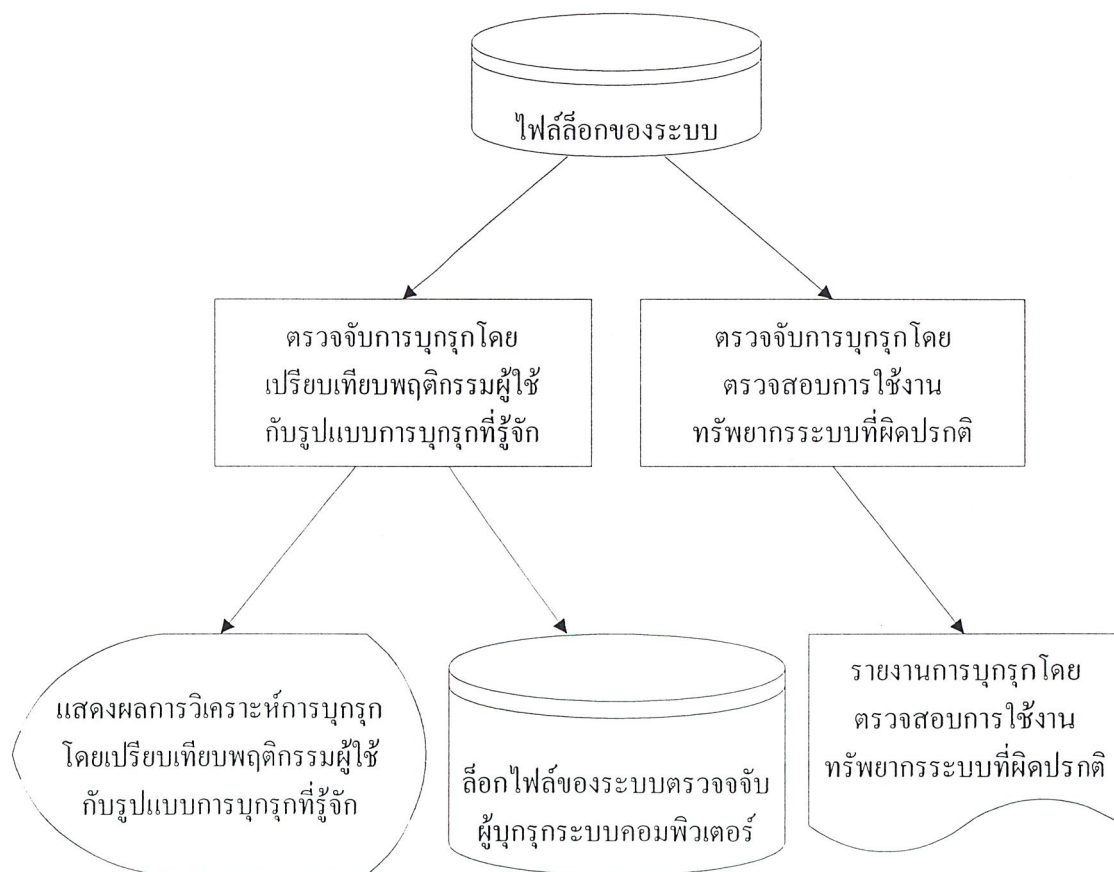 ไฟล์ล็อกของระบบ
ตรวจจับการบุกรุกโดย
เปรียบเทียบพฤติกรรมผู้ใช้
กับรูปแบบการบุกรุกที่รู้จัก
ตรวจจับการบุกรุกโดย
ตรวจสอบการใช้งาน
ทรัพยากรระบบที่ผิดปรกติ
แสดงผลการวิเคราะห์การบุกรุก
โดยเปรียบเทียบพฤติกรรมผู้ใช้
กับรูปแบบการบุกรุกที่รู้จัก
ล็อกไฟล์ของระบบตรวจจจับ
ผู้บุกรุกระบบคอมพิวเตอร์
รายงานการบุกรุกโดย
ตรวจสอบการใช้งาน
ทรัพยากรระบบที่ผิดปรกติ